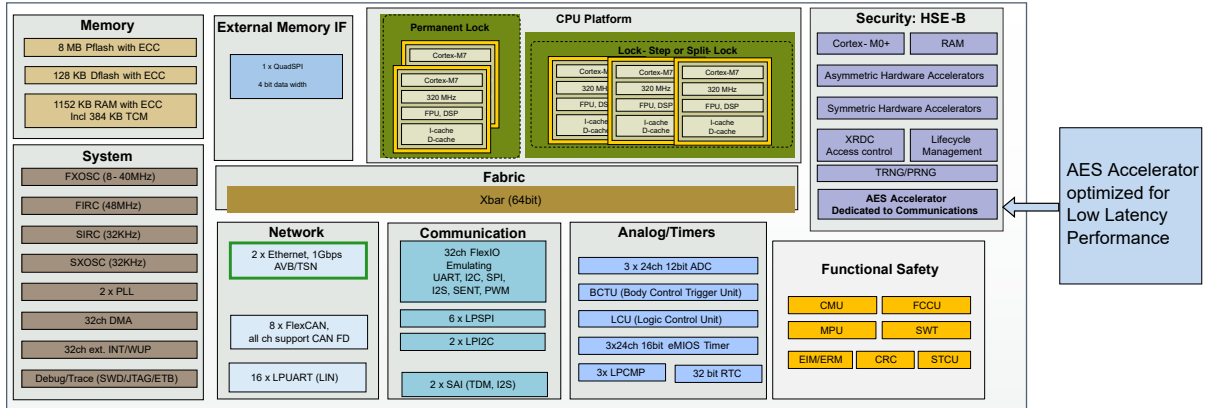 Memory
8 MB Pflash with ECC
128 KB Dflash with ECC
1152 KB RAM with ECC
Incl 384 KB TCM
External Memory IF
1 x QuadSPI
4 bit data width
CPU Platform
Permanent Lock
Cortex-M7
Cortex-M7
320 MHz
FPU, DSP
I-cache
D-cache
Lock- Step or Split- Lock
Cortex-M7
320 MHz
FPU, DS
I-cache
D-cache
Cortex-M7
320 MHz
FPU, DSP
I-cache
D-cache
Cortex-M7
320 MHz
FPU, DSP
I-cache
D-cache
Security: HSE-B
Cortex- M0+
RAM
Asymmetric Hardware Accelerators
Symmetric Hardware Accelerators
XRDC
Access control
Lifecycle
Management
TRNG/PRNG
AES Accelerator
Dedicated to Communications
AES Accelerator
optimized for
Low Latency
Performance
System
FXOSC (8- 40MHz)
FIRC (48MHz)
SIRC (32KHz)
SXOSC (32KHz)
2 x PLL
32ch DMA
32ch ext. INT/WUP
Debug/Trace (SWD/JTAG/ETB)
Fabric
Xbar (64bit)
Network
2 x Ethernet, 1Gbps
AVB/TSN
8 x FlexCAN,
all ch support CAN FD
16 x LPUART (LIN)
Communication
32ch FlexIO
Emulating
UART, I2C, SPI,
I2S, SENT, PWM
6 x LPSPI
2 x LPI2C
2 x SAI (TDM, I2S)
Analog/Timers
3 x 24ch 12bit ADC
BCTU (Body Control Trigger Unit)
LCU (Logic Control Unit)
3x24ch 16bit eMIOS Timer
3x LPCMP
32 bit RTC
Functional Safety
CMU
FCCU
MPU
SWT
EIM/ERM
CRC
STCU